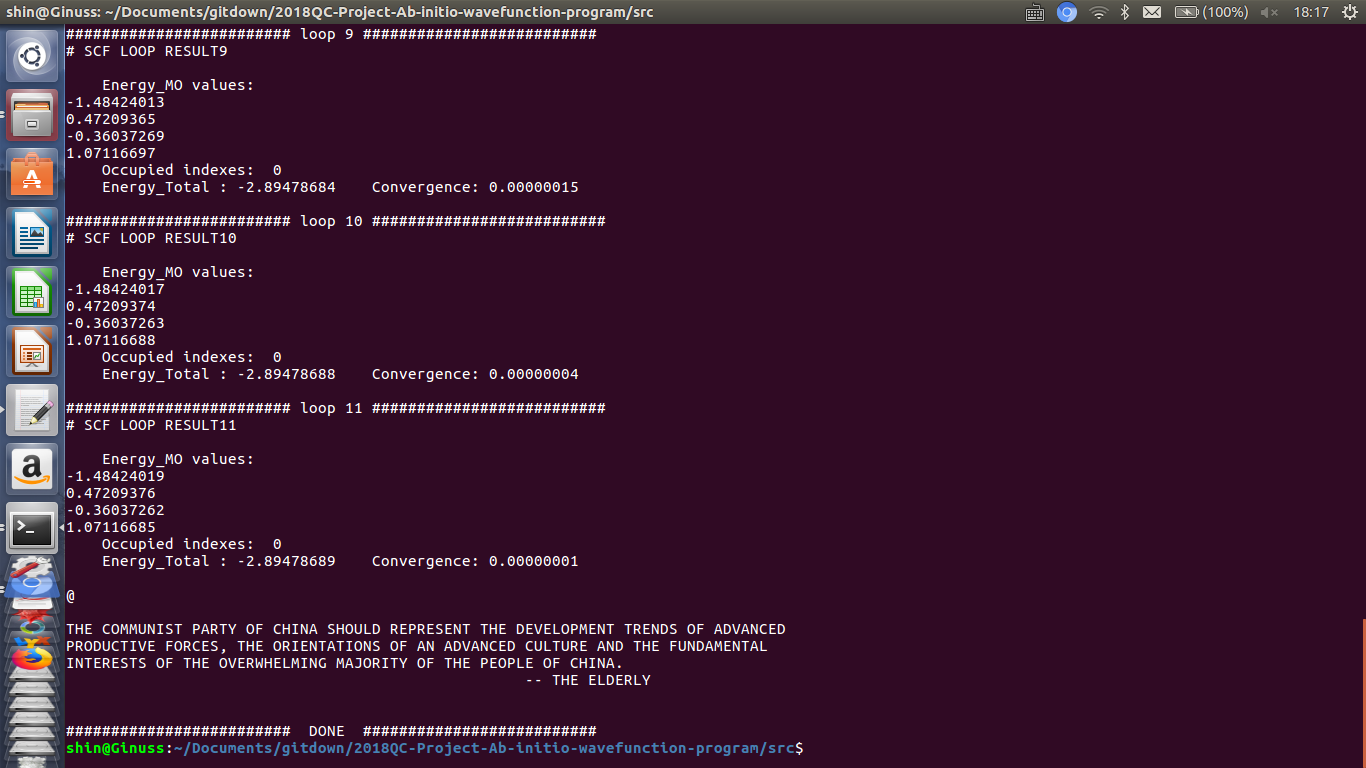 shin@Ginuss: ~/Documents/gitdown/2018QC-Project-Ab-initio-wavefunction-program/src
(100%) 18:17
######################### loop 9 ##########################
# SCF LOOP RESULT9
Energy_MO values:
-1.48424013
0.47209365
-0.36037269
1.07116697
Occupied indexes:  0
Energy_Total : -2.89478684    Convergence: 0.00000015
######################### loop 10 ##########################
# SCF LOOP RESULT10
Energy_MO values:
-1.48424017
0.47209374
-0.36037263
1.07116688
Occupied indexes:  0
Energy_Total : -2.89478688    Convergence: 0.00000004
######################### loop 11 ##########################
# SCF LOOP RESULT11
Energy_MO values:
-1.48424019
0.47209376
-0.36037262
1.07116685
Occupied indexes:  0
Energy_Total : -2.89478689    Convergence: 0.00000001
@
THE COMMUNIST PARTY OF CHINA SHOULD REPRESENT THE DEVELOPMENT TRENDS OF ADVANCED
PRODUCTIVE FORCES, THE ORIENTATIONS OF AN ADVANCED CULTURE AND THE FUNDAMENTAL
INTERESTS OF THE OVERWHELMING MAJORITY OF THE PEOPLE OF CHINA.
-- THE ELDERLY
#########################  DONE  ##########################
shin@Ginuss:~/Documents/gitdown/2018QC-Project-Ab-initio-wavefunction-program/src$